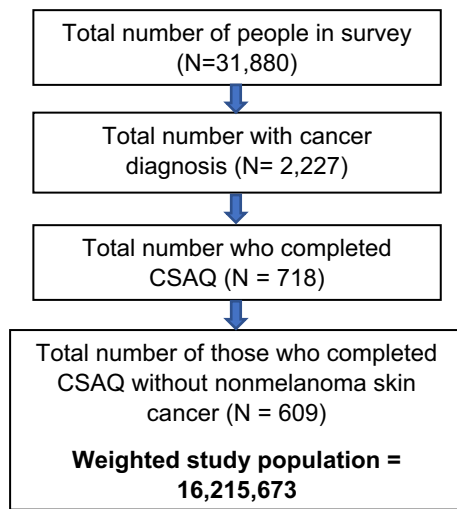 Total number of people in survey
(N=31,880)
Total number with cancer
diagnosis (N= 2,227)
Total number who completed
CSAQ (N = 718)
Total number of those who completed
CSAQ without nonmelanoma skin
cancer (N = 609)
Weighted study population =
16,215,673